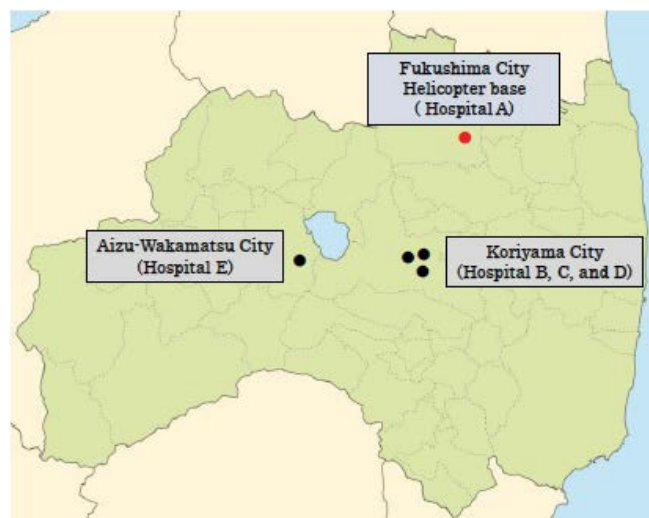 Fukushima City
Helicopter base
( Hospital A)
Aizu-Wakamatsu City
(Hospital E)
Koriyama City
(Hospital B, C, and D)